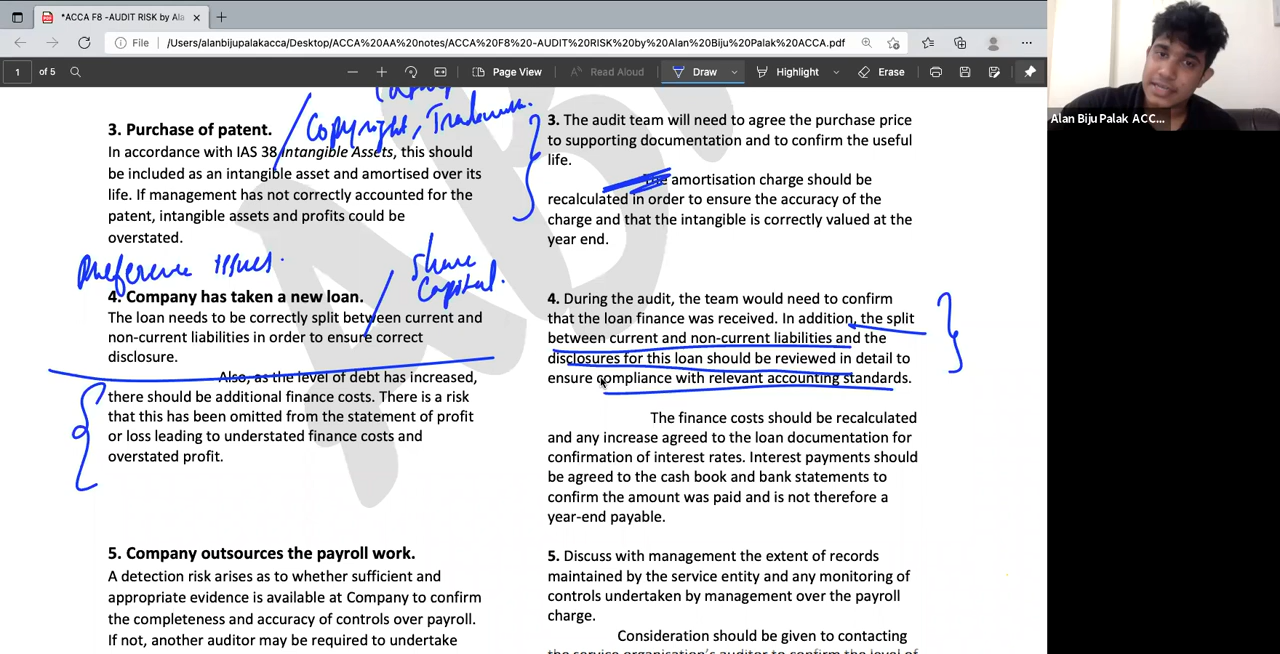 *ACCA F8 -AUDIT RISK by Ala
File
/Users/alanbijupalakacca/Desktop/ACCA%20AA%20notes/ACCA%20F8%20-AUDIT%20RISK%20by%20Alan%20Biju%20Palak%20ACCA.pdf
1 of 5
Page View
Read Aloud
Draw
Highlight
Erase
Alan Biju Palak ACC...
Copyright, Trademark.
3. Purchase of patent.
In accordance with IAS 38 Intangible Assets, this should
be included as an intangible asset and amortised over its
life. If management has not correctly accounted for the
patent, intangible assets and profits could be
overstated.
Preference issues.
Share
capital.
4. Company has taken a new loan.
The loan needs to be correctly split between current and
non-current liabilities in order to ensure correct
disclosure.
Also, as the level of debt has increased,
there should be additional finance costs. There is a risk
that this has been omitted from the statement of profit
or loss leading to understated finance costs and
overstated profit.
5. Company outsources the payroll work.
A detection risk arises as to whether sufficient and
appropriate evidence is available at Company to confirm
the completeness and accuracy of controls over payroll.
If not, another auditor may be required to undertake
3. The audit team will need to agree the purchase price
to supporting documentation and to confirm the useful
life.
The amortisation charge should be
recalculated in order to ensure the accuracy of the
charge and that the intangible is correctly valued at the
year end.
4. During the audit, the team would need to confirm
that the loan finance was received. In addition, the split
between current and non-current liabilities and the
disclosures for this loan should be reviewed in detail to
ensure compliance with relevant accounting standards.
The finance costs should be recalculated
and any increase agreed to the loan documentation for
confirmation of interest rates. Interest payments should
be agreed to the cash book and bank statements to
confirm the amount was paid and is not therefore a
year-end payable.
5. Discuss with management the extent of records
maintained by the service entity and any monitoring of
controls undertaken by management over the payroll
charge.
Consideration should be given to contacting
the service organisation's auditor to confirm the level of